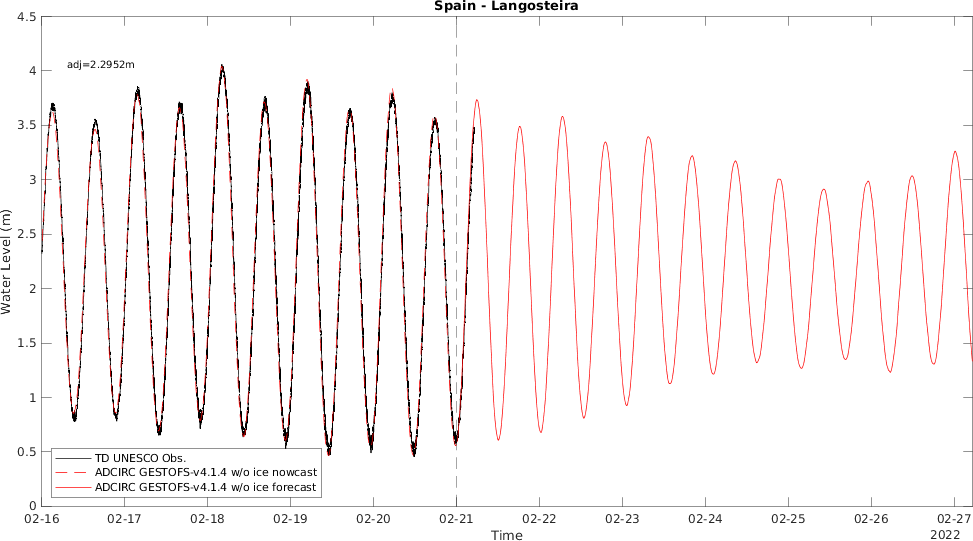 Spain - Langosteira
4.5
4
3.5
3
2.5
2
1.5
1
0.5
0
Water Level (m)
adj=2.2952m
TD UNESCO Obs.
ADCIRC GESTOFS-v4.1.4 w/o ice nowcast
ADCIRC GESTOFS-v4.1.4 w/o ice forecast
02-16 02-17 02-18 02-19 02-20 02-21 02-22 02-23 02-24 02-25 02-26 02-27
Time
2022